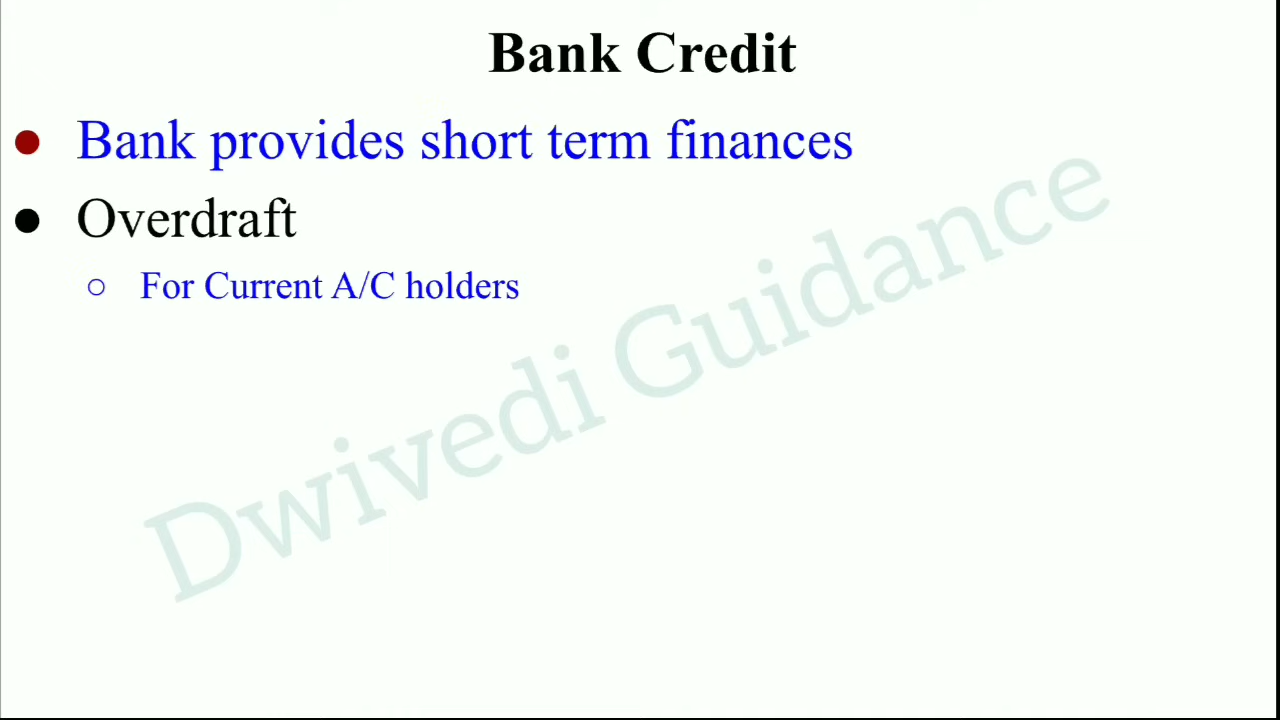 Bank Credit
● Bank provides short term finances
● Overdraft
○ For Current A/C holders
Dwivedi Guidance